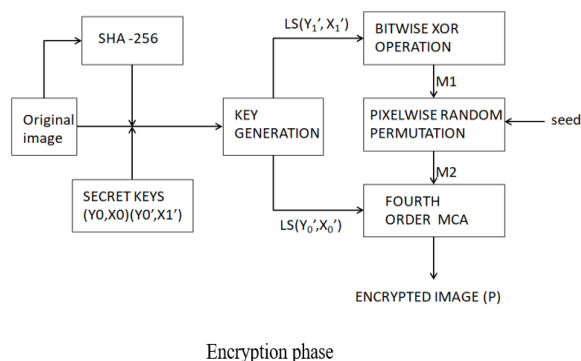 SHA -256
LS(Y₁’, X₁’)
BITWISE XOR
OPERATION
M1
Original
image
KEY
GENERATION
PIXELWISE RANDOM
PERMUTATION
seed
M2
SECRET KEYS
(Y0,X0)(Y0’,X1’)
LS(Y₀’,X₀’)
FOURTH
ORDER MCA
ENCRYPTED IMAGE (P)
Encryption phase